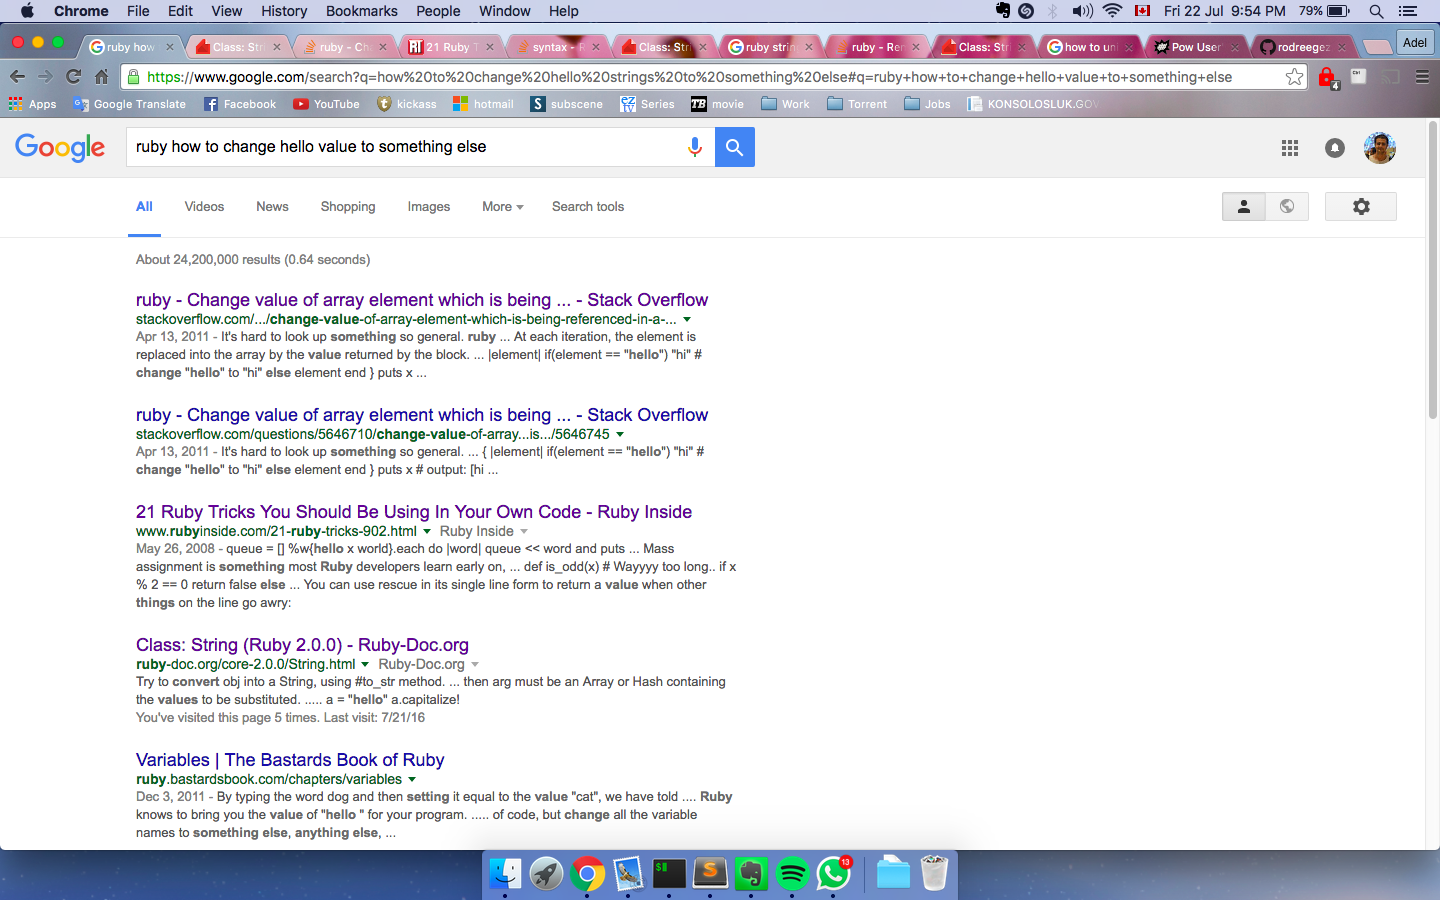 Chrome File Edit View History Bookmarks People Window Help Fri 22 Jul 9:54 PM 79%
ruby how Class: Stri ruby - Ch 21 Ruby T syntax - R Class: Stri ruby strin ruby - Ren Class: Str how to uni Pow User rodreegez Adel
https://www.google.com/search?q=how%20to%20change%20hello%20strings%20to%20something%20else#q=ruby+how+to+change+hello+value+to+something+else
Apps Google Translate Facebook YouTube kickass hotmail subscene Series movie Work Torrent Jobs KONSOLOSLUK.GOV
Google ruby how to change hello value to something else
All Videos News Shopping Images More Search tools
About 24,200,000 results (0.64 seconds)
ruby - Change value of array element which is being ... - Stack Overflow
stackoverflow.com/.../change-value-of-array-element-which-is-being-referenced-in-a-...
Apr 13, 2011 - It's hard to look up something so general. ruby ... At each iteration, the element is
replaced into the array by the value returned by the block. ... |element| if(element == "hello") "hi" #
change "hello" to "hi" else element end } puts x ...
ruby - Change value of array element which is being ... - Stack Overflow
stackoverflow.com/questions/5646710/change-value-of-array...is.../5646745
Apr 13, 2011 - It's hard to look up something so general. ... { |element| if(element == "hello") "hi" #
change "hello" to "hi" else element end } puts x # output: [hi ...
21 Ruby Tricks You Should Be Using In Your Own Code - Ruby Inside
www.rubyinside.com/21-ruby-tricks-902.html Ruby Inside
May 26, 2008 - queue = [] %w{hello x world}.each do |word| queue << word and puts ... Mass
assignment is something most Ruby developers learn early on, ... def is_odd(x) # Wayyyy too long.. if x
% 2 == 0 return false else ... You can use rescue in its single line form to return a value when other
things on the line go awry:
Class: String (Ruby 2.0.0) - Ruby-Doc.org
ruby-doc.org/core-2.0.0/String.html Ruby-Doc.org
Try to convert obj into a String, using #to_str method. ... then arg must be an Array or Hash containing
the values to be substituted. ..... a = "hello" a.capitalize!
You've visited this page 5 times. Last visit: 7/21/16
Variables | The Bastards Book of Ruby
ruby.bastardsbook.com/chapters/variables
Dec 3, 2011 - By typing the word dog and then setting it equal to the value "cat", we have told .... Ruby
knows to bring you the value of "hello " for your program. ..... of code, but change all the variable
names to something else, anything else, ...
13